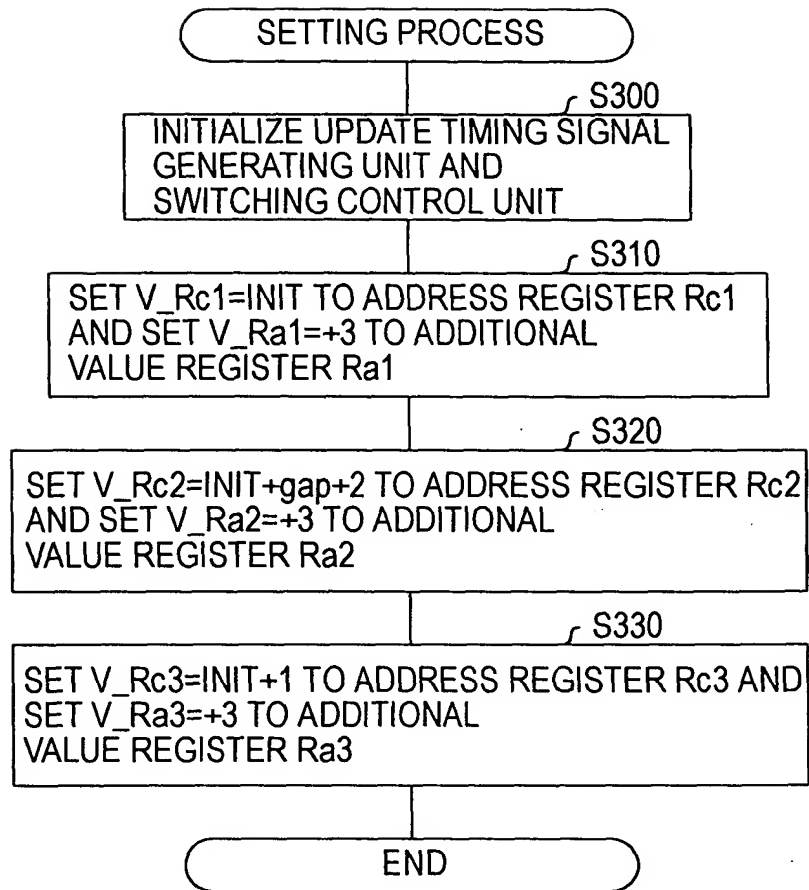 SETTING PROCESS
S300
INITIALIZE UPDATE TIMING SIGNAL
GENERATING UNIT AND
SWITCHING CONTROL UNIT
S310
SET V_Rc1=INIT TO ADDRESS REGISTER Rc1
AND SET V_Ra1=+3 TO ADDITIONAL
VALUE REGISTER Ra1
S320
SET V_Rc2=INIT+gap+2 TO ADDRESS REGISTER Rc2
AND SET V_Ra2=+3 TO ADDITIONAL
VALUE REGISTER Ra2
S330
SET V_Rc3=INIT+1 TO ADDRESS REGISTER Rc3 AND
SET V_Ra3=+3 TO ADDITIONAL
VALUE REGISTER Ra3
END